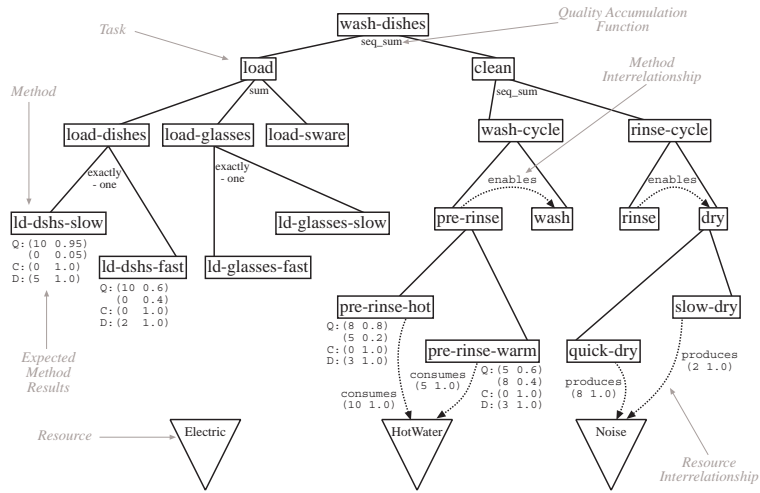 wash-dishes
Quality Accumulation
Function
seq_sum
Task
load
clean
Method
Interrelationship
sum
seq_sum
Method
load-dishes
load-glasses
load-sware
wash-cycle
rinse-cycle
exactly
- one
exactly
- one
enables
enables
ld-dshs-slow
ld-glasses-slow
pre-rinse
wash
rinse
dry
Q:(10 0.95)
(0 0.05)
C:(0 1.0)
D:(5 1.0)
ld-dshs-fast
ld-glasses-fast
Q:(10 0.6)
(0 0.4)
C:(0 1.0)
D:(2 1.0)
pre-rinse-hot
slow-dry
Q:(8 0.8)
(5 0.2)
C:(0 1.0)
D:(3 1.0)
pre-rinse-warm
quick-dry
Expected
Method
Results
consumes
(10 1.0)
consumes
(5 1.0)
Q:(5 0.6)
(8 0.4)
C:(0 1.0)
D:(3 1.0)
produces
(8 1.0)
produces
(2 1.0)
Resource
Electric
HotWater
Noise
Resource
Interrelationship